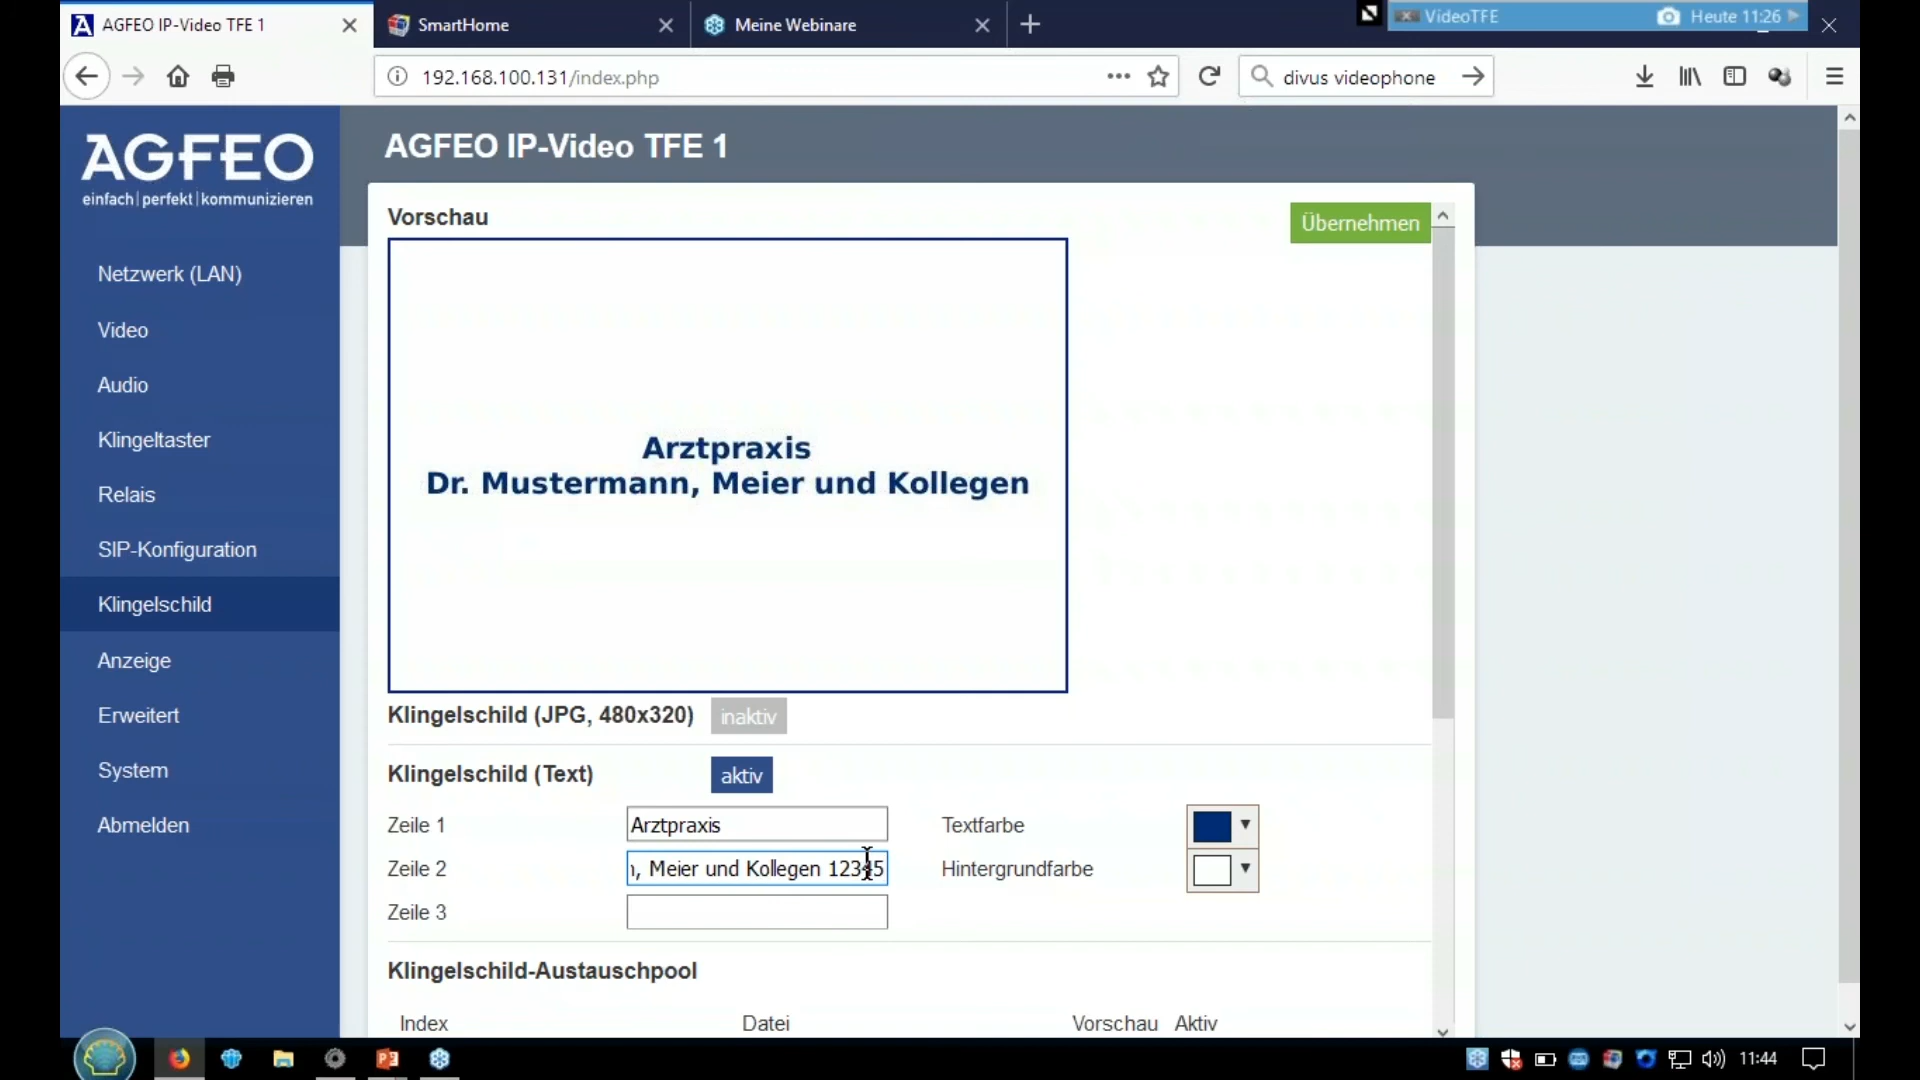 AGFEO IP-Video TFE 1
SmartHome
Meine Webinare
VideoTFE
Heute 11:26
192.168.100.131/index.php
divus videophone
AGFEO
einfach|perfekt|kommunizieren
AGFEO IP-Video TFE 1
Netzwerk (LAN)
Video
Audio
Klingeltaster
Relais
SIP-Konfiguration
Klingelschild
Anzeige
Erweitert
System
Abmelden
Vorschau
Übernehmen
Arztpraxis
Dr. Mustermann, Meier und Kollegen
Klingelschild (JPG, 480x320) inaktiv
Klingelschild (Text) aktiv
Zeile 1 Arztpraxis Textfarbe
Zeile 2 , Meier und Kollegen 12345 Hintergrundfarbe
Zeile 3
Klingelschild-Austauschpool
Index Datei Vorschau Aktiv
11:44